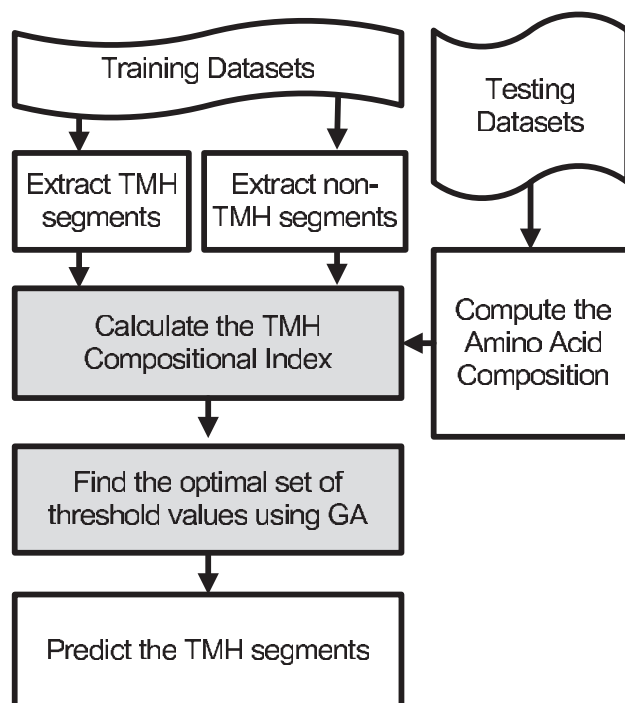 Training Datasets
Testing
Datasets
Extract TMH
segments
Extract non-
TMH segments
Calculate the TMH
Compositional Index
Compute the
Amino Acid
Composition
Find the optimal set of
threshold values using GA
Predict the TMH segments